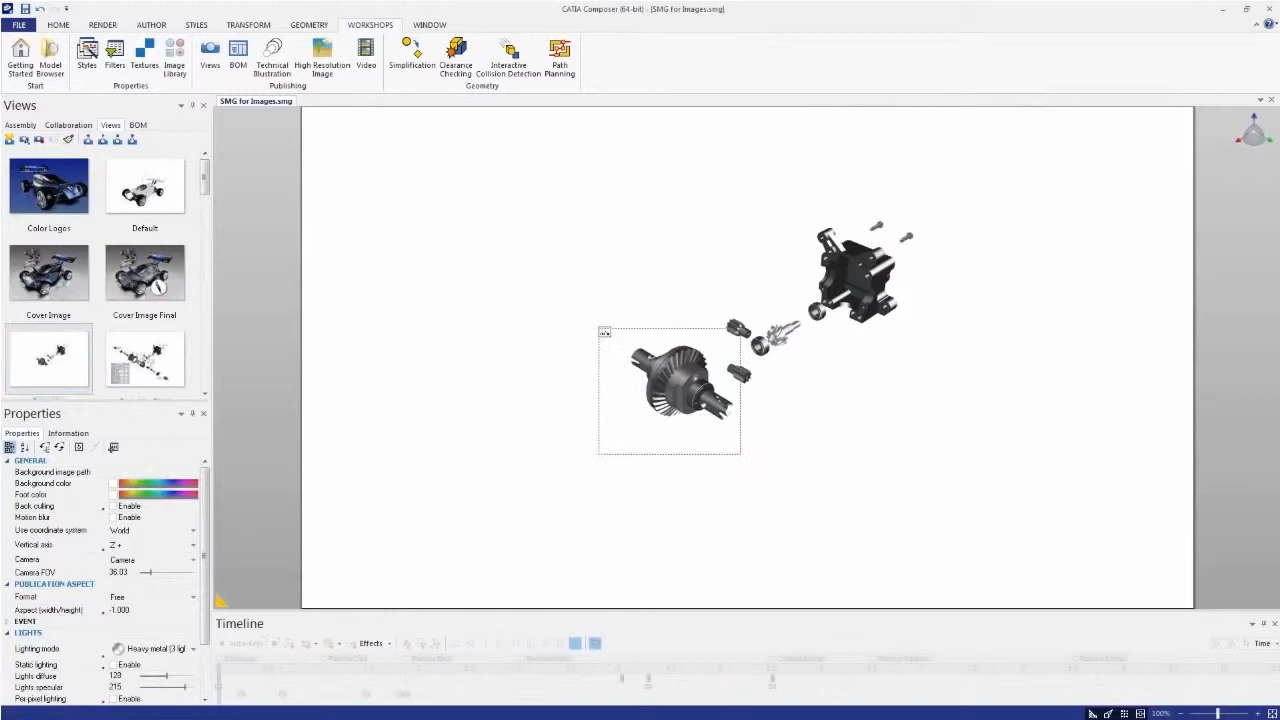 CATIA Composer (64-bit) - [SMG for Images.smg]
FILE HOME RENDER AUTHOR STYLES TRANSFORM GEOMETRY WORKSHOPS WINDOW
Getting Started Model Browser Styles Filters Textures Image Library Views BOM Technical Illustration High Resolution Image Video Simplification Clearance Checking Interactive Collision Detection Path Planning
Start Properties Publishing Geometry
Views
SMG for Images.smg
Assembly Collaboration Views BOM
Color Logos Default
Cover Image Cover Image Final
Properties
Properties Information
GENERAL
Background image path
Background color
Foot color
Back culling Enable
Motion blur Enable
Use coordinate system World
Vertical axis Z +
Camera Camera
Camera FOV 36.03
PUBLICATION ASPECT
Format Free
Aspect (width/height) -1.000
EVENT
LIGHTS
Lighting mode Heavy metal (3 ligl
Static lighting Enable
Lights diffuse 128
Lights specular 215
Per-pixel lighting Enable
Timeline
Effects
Time
100%